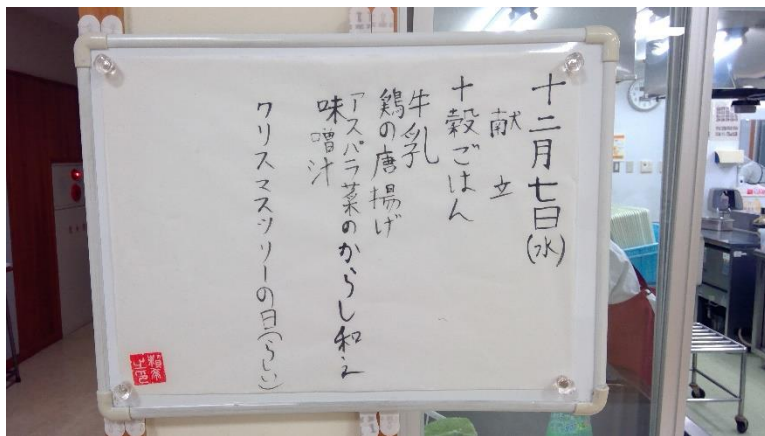 十二月七日(水)
献立
十穀ごはん
牛乳
鶏の唐揚げ
アスパラ菜のからし和え
味噌汁
クリスマスツリーの日(らしい)